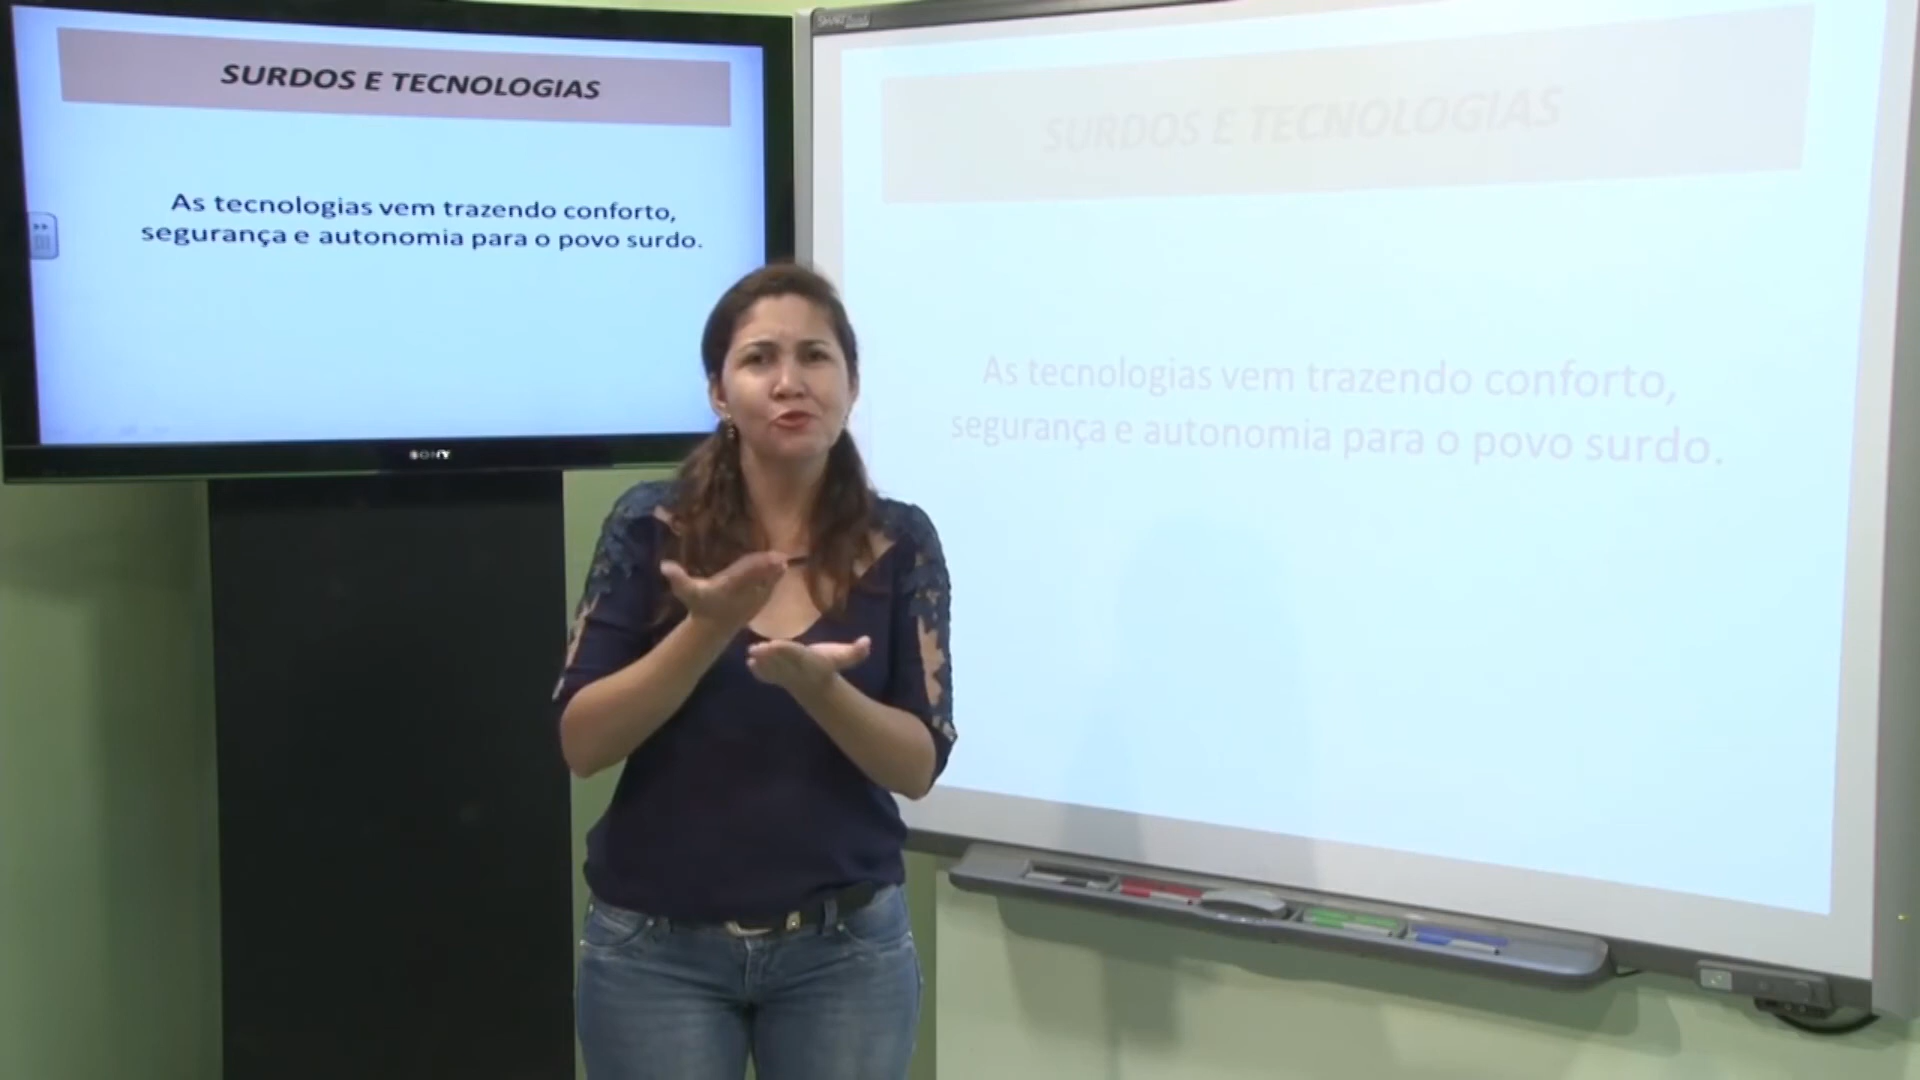 SURDOS E TECNOLOGIAS
As tecnologias vem trazendo conforto,
segurança e autonomia para o povo surdo.
SONY
SURDOS E TECNOLOGIAS
As tecnologias vem trazendo conforto,
segurança e autonomia para o povo surdo.